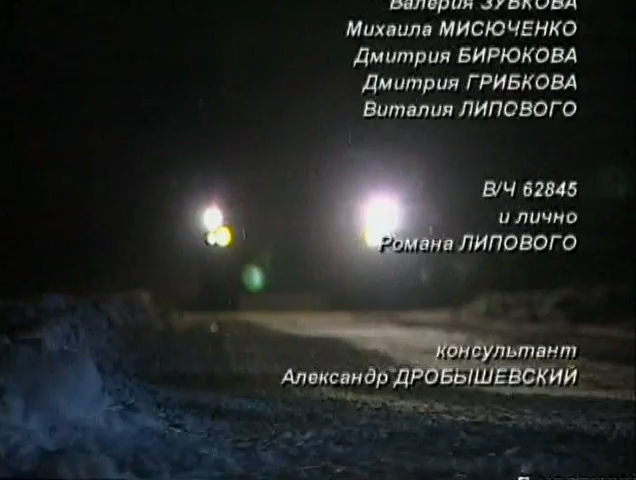 Валерия ЗУБКОВА
Михаила МИСЮЧЕНКО
Дмитрия БИРЮКОВА
Дмитрия ГРИБКОВА
Виталия ЛИПОВОГО
В/Ч 62845
и лично
Романа ЛИПОВОГО
консультант
Александр ДРОБЫШЕВСКИЙ